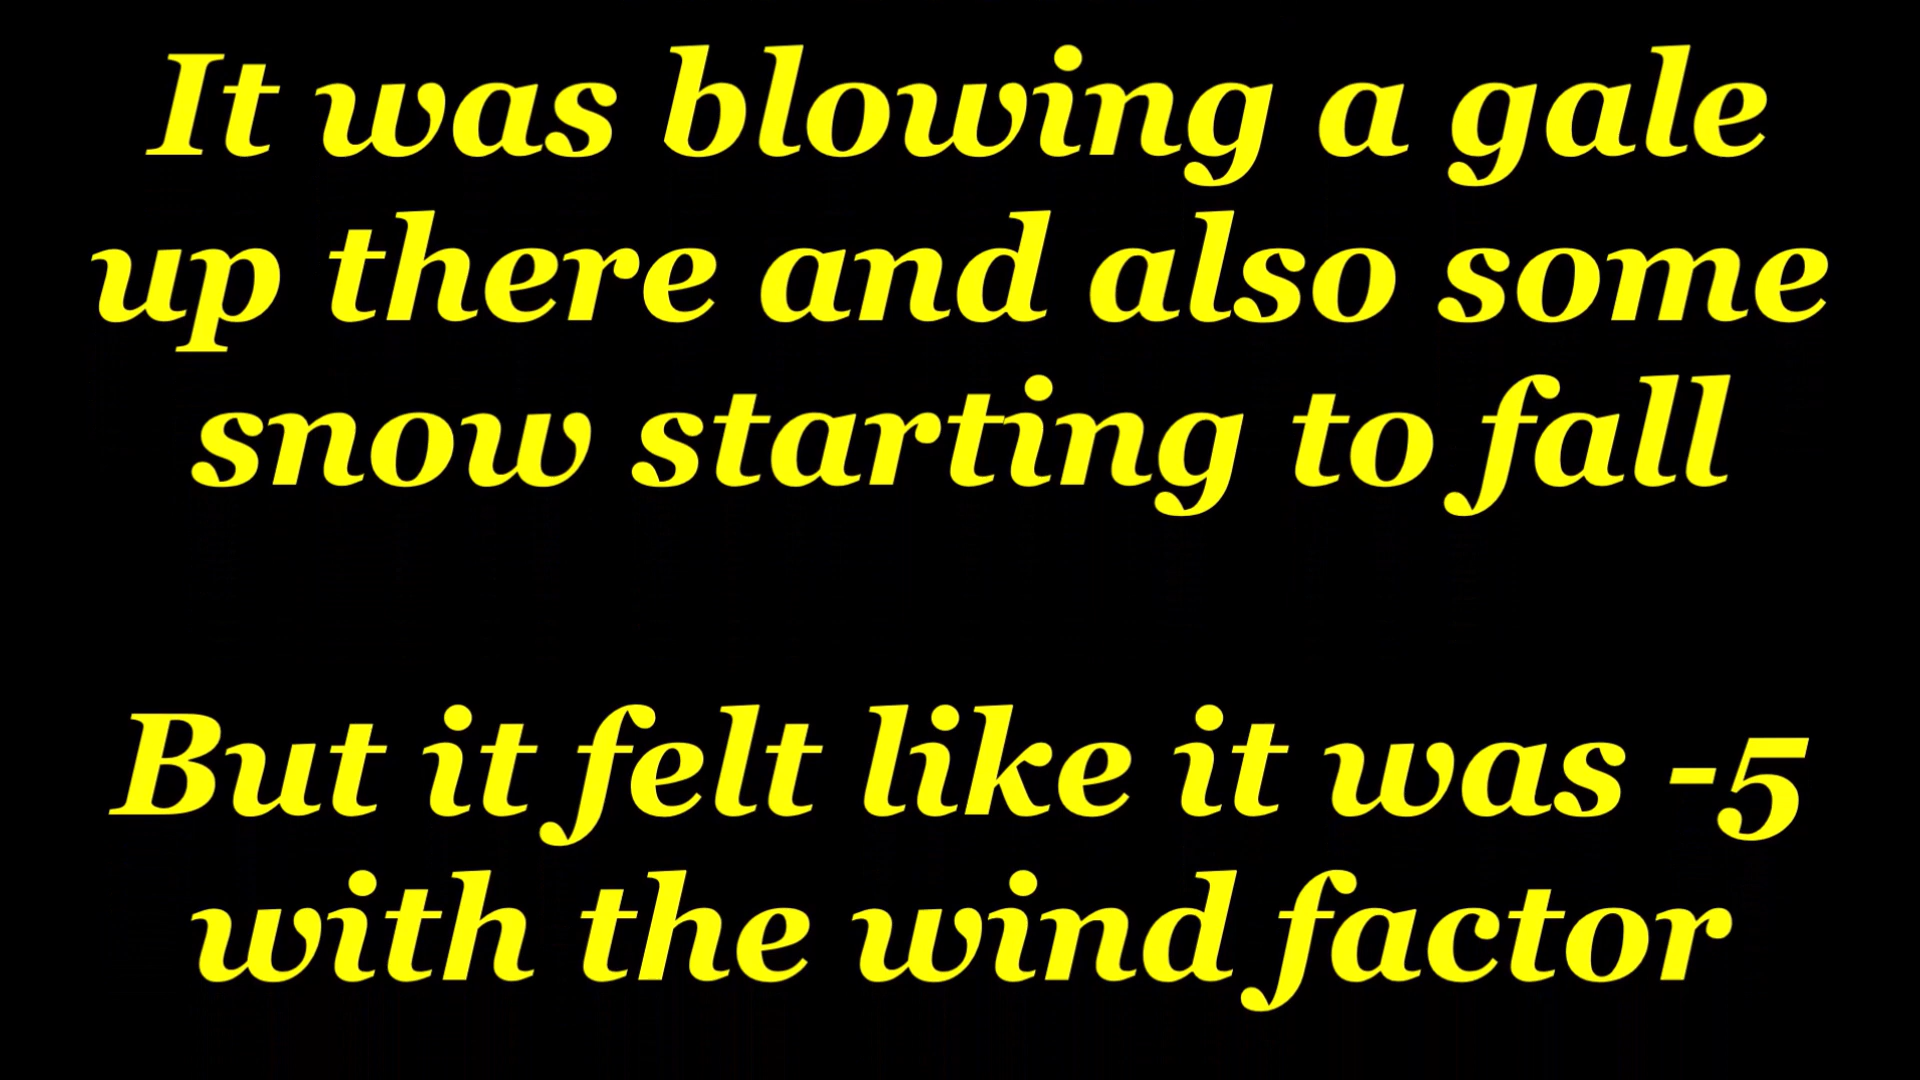 It was blowing a gale
up there and also some
snow starting to fall
But it felt like it was -5
with the wind factor